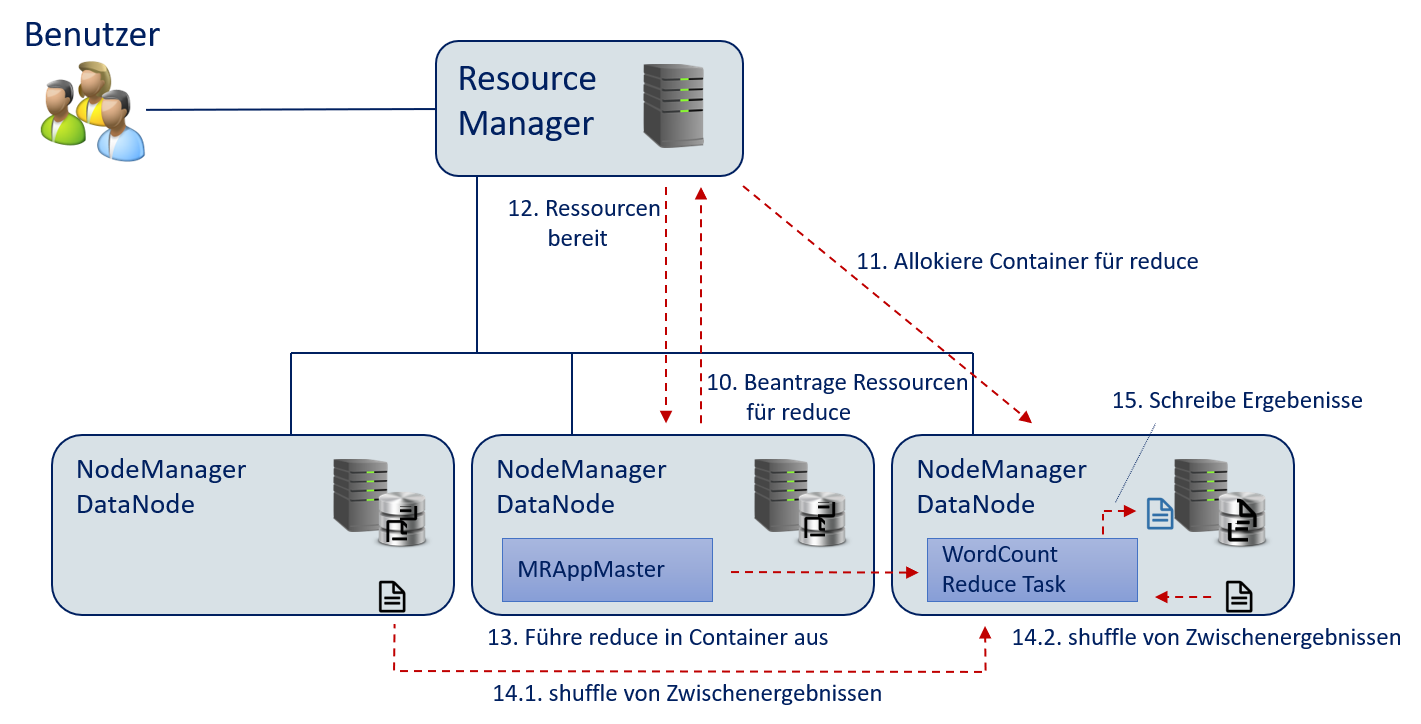 Benutzer
Resource
Manager
12. Ressourcen
bereit
11. Allokiere Container für reduce
10. Beantrage Ressourcen
für reduce
15. Schreibe Ergebenisse
NodeManager
DataNode
NodeManager
DataNode
MRAppMaster
NodeManager
DataNode
WordCount
Reduce Task
13. Führe reduce in Container aus
14.2. shuffle von Zwischenergebnissen
14.1. shuffle von Zwischenergebnissen